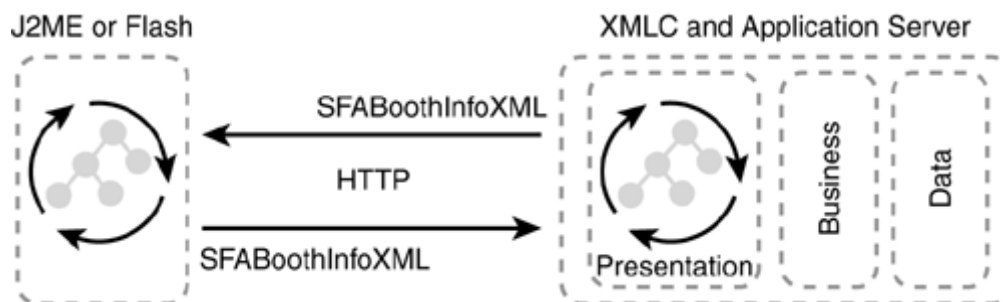 J2ME or Flash
XMLC and Application Server
SFABoothInfoXML
HTTP
SFABoothInfoXML
Presentation
Business
Data